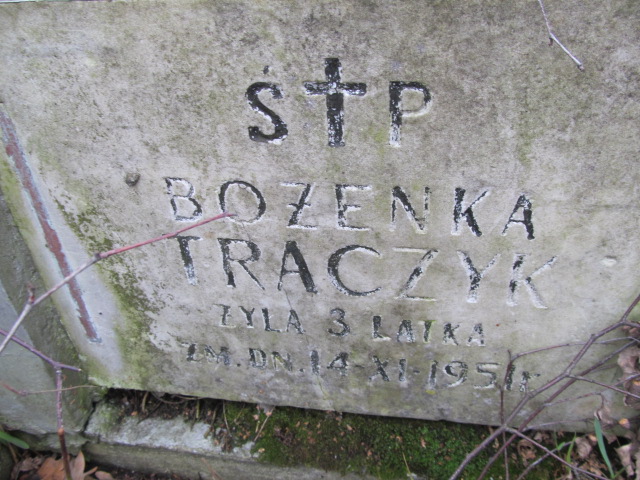 Ś†P
BOŻENKA
TRACZYK
ŻYŁA 3 LATKA
ZM. DN. 14-XI-1951 R